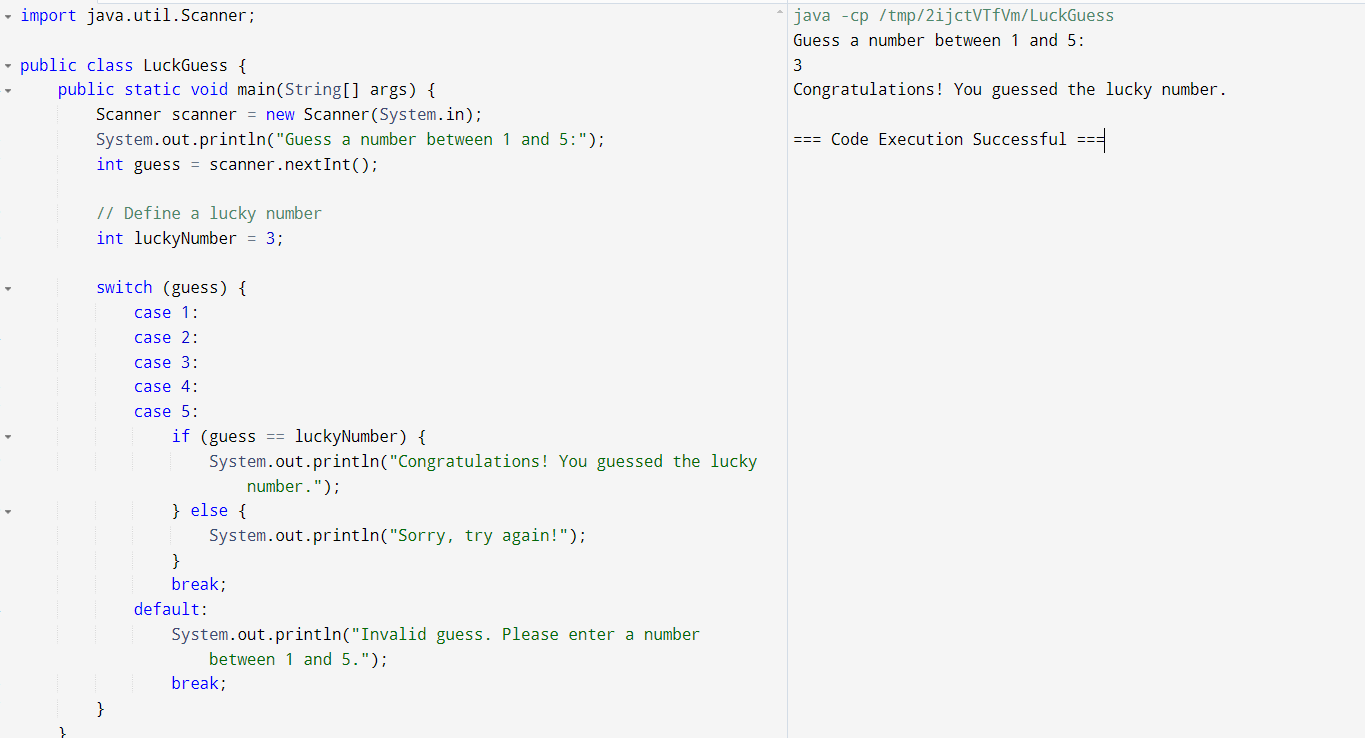 import java.util.Scanner;
public class LuckGuess {
public static void main(String[] args) {
Scanner scanner = new Scanner(System.in);
System.out.println("Guess a number between 1 and 5:");
int guess = scanner.nextInt();
// Define a lucky number
int luckyNumber = 3;
switch (guess) {
case 1:
case 2:
case 3:
case 4:
case 5:
if (guess == luckyNumber) {
System.out.println("Congratulations! You guessed the lucky
number.");
} else {
System.out.println("Sorry, try again!");
}
break;
default:
System.out.println("Invalid guess. Please enter a number
between 1 and 5.");
break;
}
}
java -cp /tmp/2ijctVTfVm/LuckGuess
Guess a number between 1 and 5:
3
Congratulations! You guessed the lucky number.
=== Code Execution Successful ===